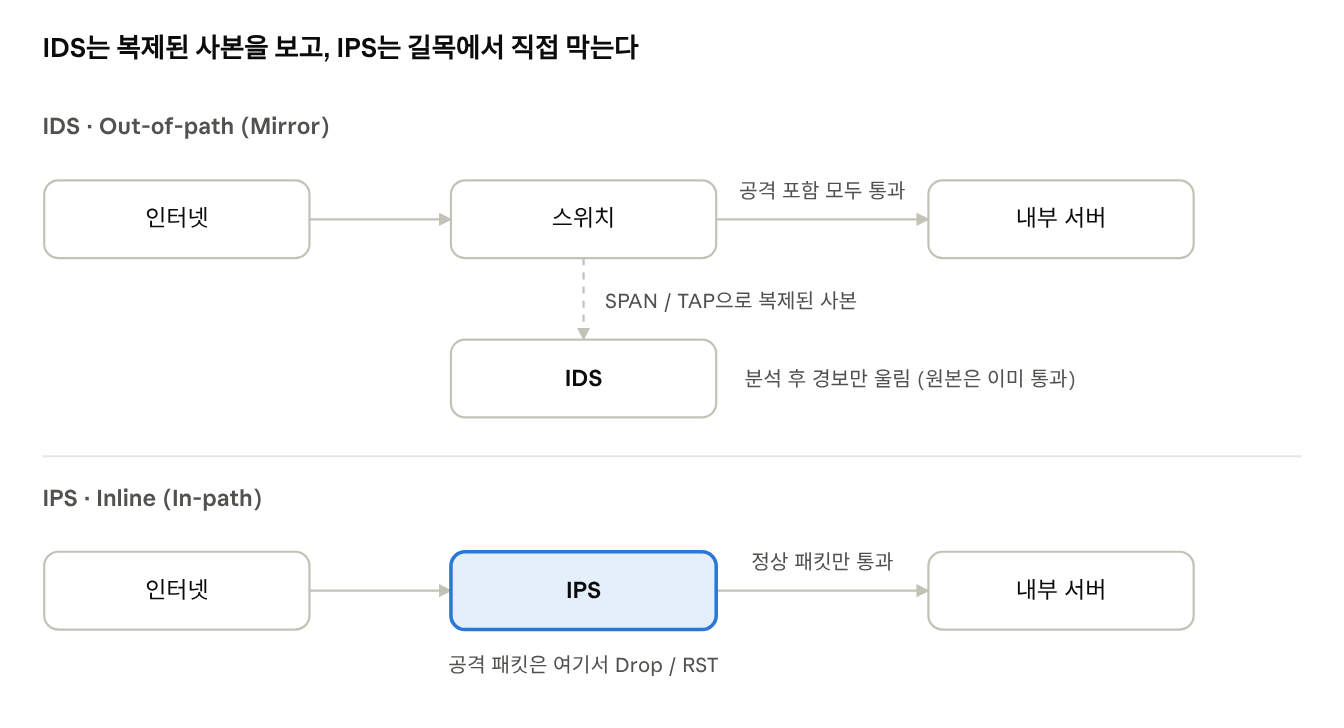 IDS는 복제된 사본을 보고, IPS는 길목에서 직접 막는다
IDS · Out-of-path (Mirror)
인터넷
스위치
공격 포함 모두 통과
내부 서버
SPAN / TAP으로 복제된 사본
IDS
분석 후 경보만 울림 (원본은 이미 통과)
IPS · Inline (In-path)
인터넷
IPS
정상 패킷만 통과
내부 서버
공격 패킷은 여기서 Drop / RST